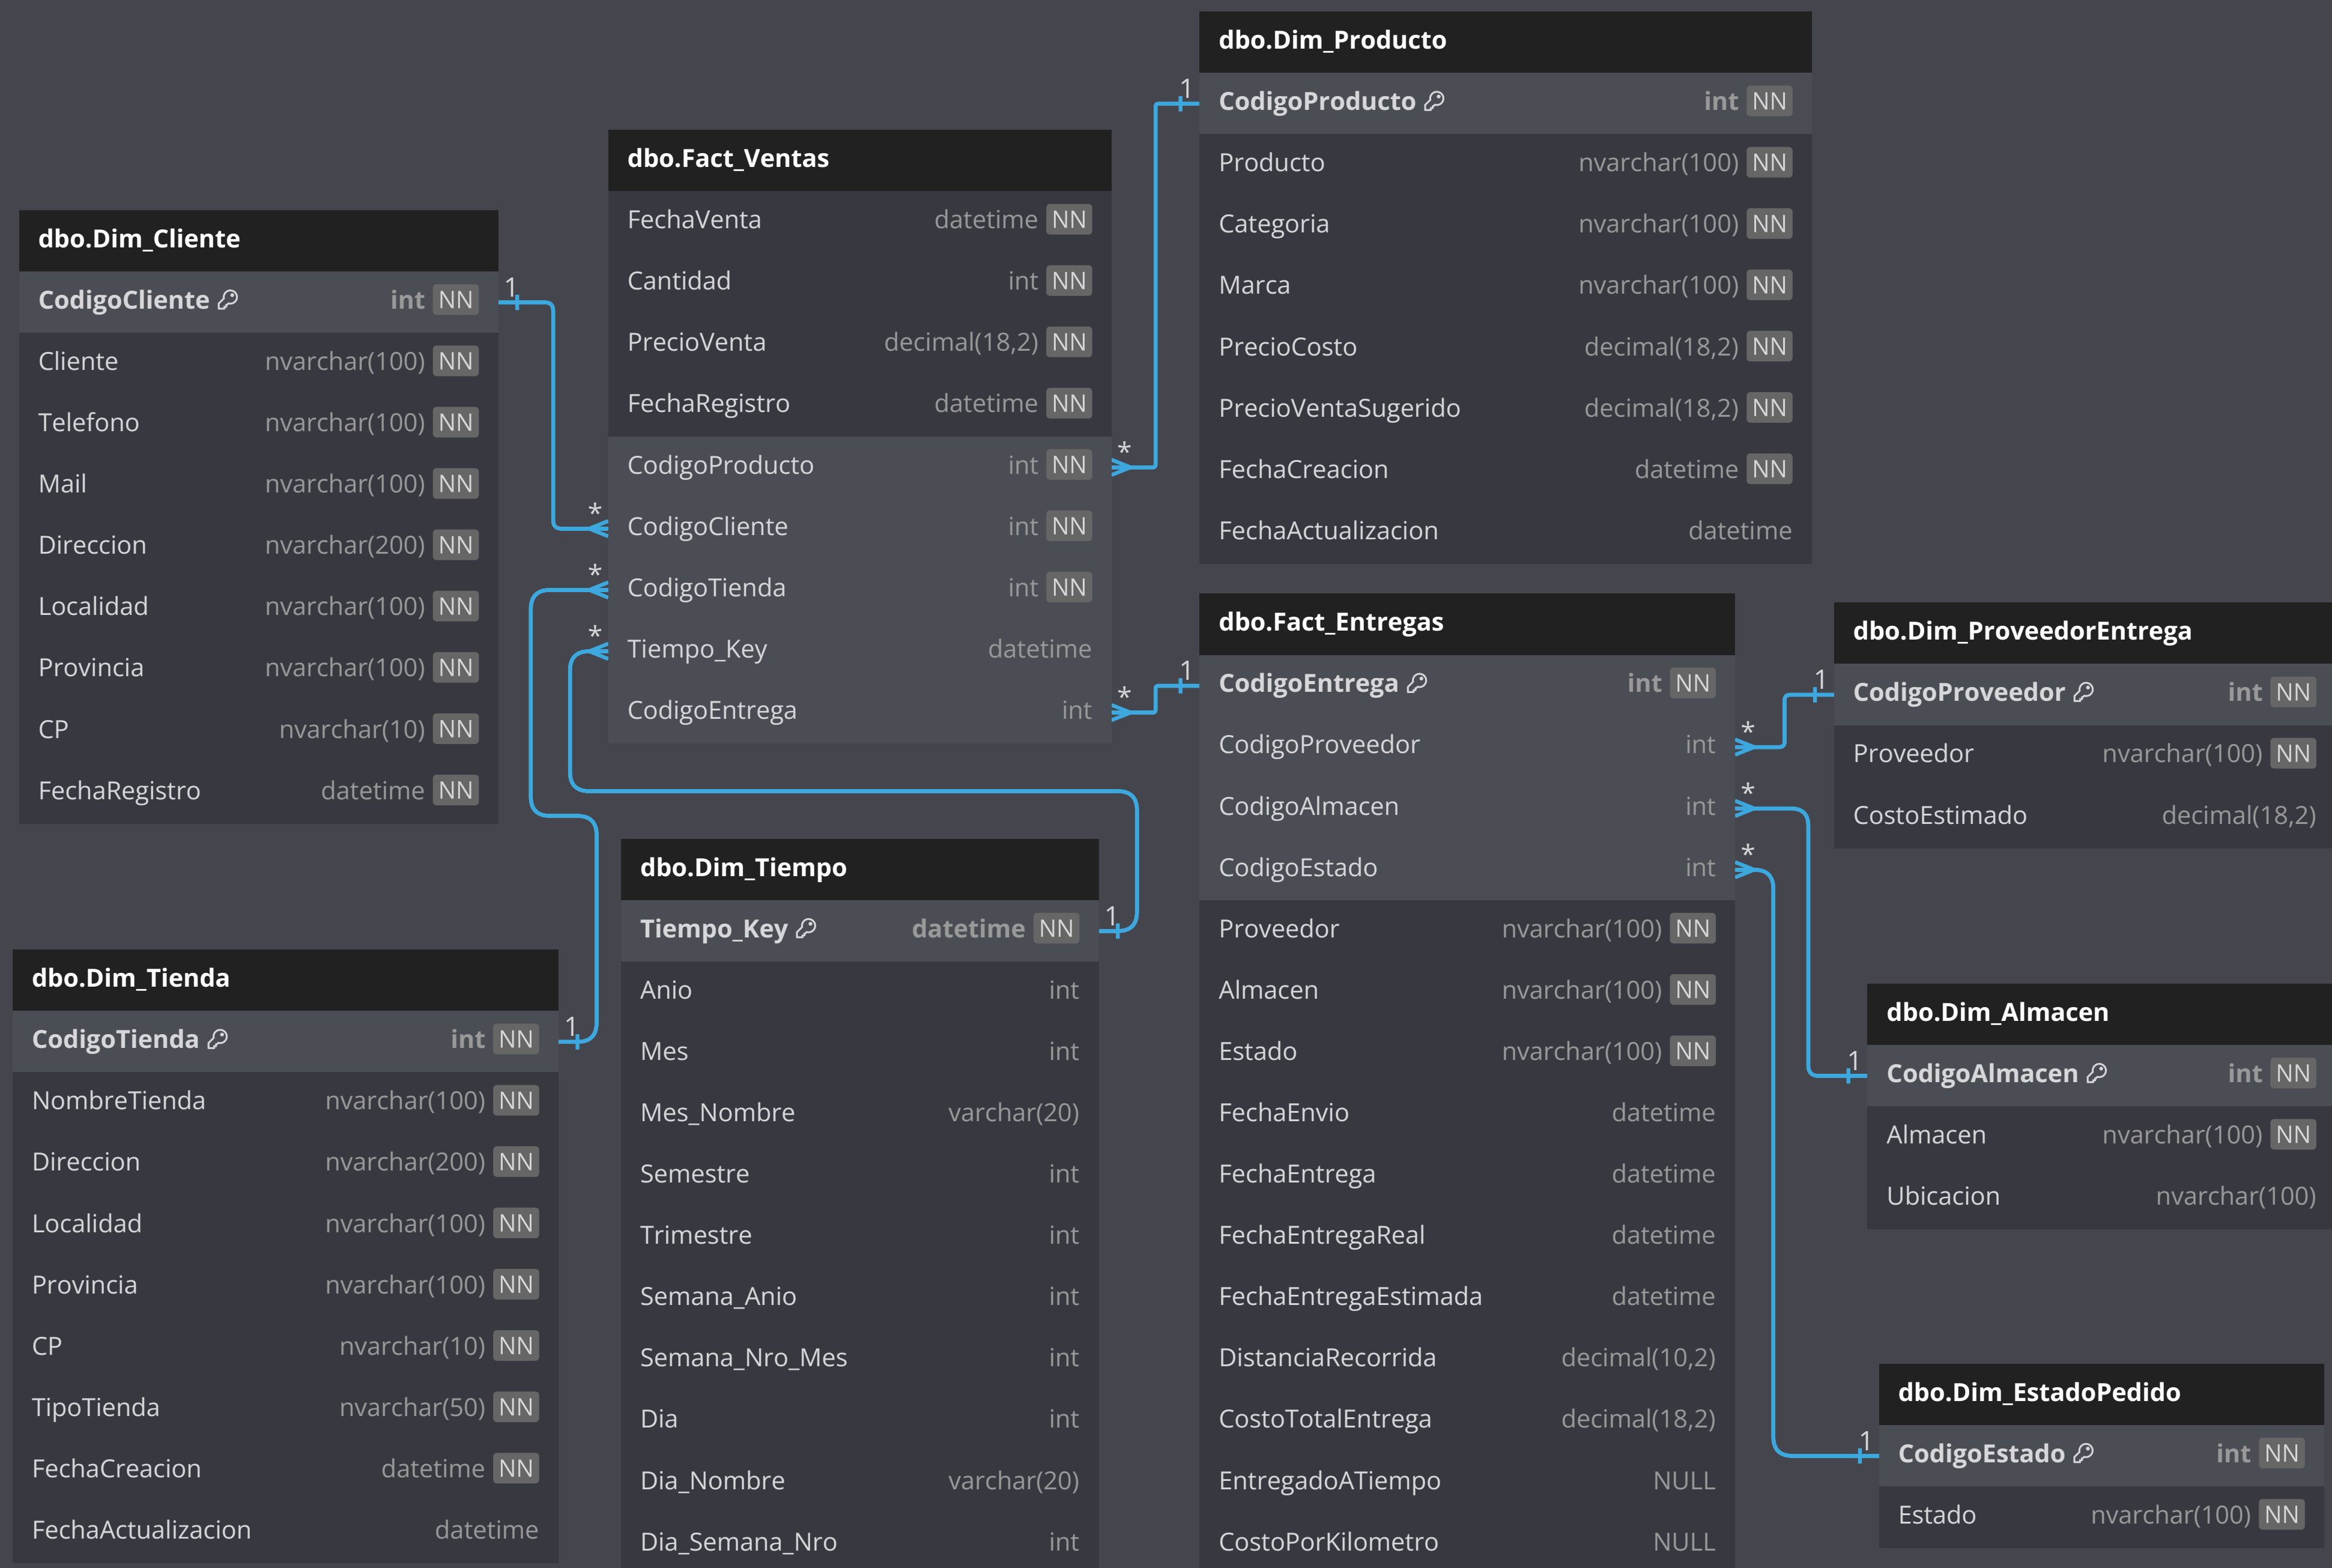 dbo.Dim_Producto
CodigoProducto int NN
Producto nvarchar(100) NN
Categoria nvarchar(100) NN
Marca nvarchar(100) NN
PrecioCosto decimal(18,2) NN
PrecioVentaSugerido decimal(18,2) NN
FechaCreacion datetime NN
FechaActualizacion datetime
dbo.Fact_Ventas
FechaVenta datetime NN
Cantidad int NN
PrecioVenta decimal(18,2) NN
FechaRegistro datetime NN
CodigoProducto int NN
CodigoCliente int NN
CodigoTienda int NN
Tiempo_Key datetime
CodigoEntrega int
dbo.Dim_Cliente
CodigoCliente int NN
Cliente nvarchar(100) NN
Telefono nvarchar(100) NN
Mail nvarchar(100) NN
Direccion nvarchar(200) NN
Localidad nvarchar(100) NN
Provincia nvarchar(100) NN
CP nvarchar(10) NN
FechaRegistro datetime NN
1
*
1
*
*
*
*
1
dbo.Fact_Entregas
CodigoEntrega int NN
CodigoProveedor int
CodigoAlmacen int
CodigoEstado int
Proveedor nvarchar(100) NN
Almacen nvarchar(100) NN
Estado nvarchar(100) NN
FechaEnvio datetime
FechaEntrega datetime
FechaEntregaReal datetime
FechaEntregaEstimada datetime
DistanciaRecorrida decimal(10,2)
CostoTotalEntrega decimal(18,2)
EntregadoATiempo NULL
CostoPorKilometro NULL
dbo.Dim_ProveedorEntrega
CodigoProveedor int NN
Proveedor nvarchar(100) NN
CostoEstimado decimal(18,2)
1
*
*
*
dbo.Dim_Tiempo
Tiempo_Key datetime NN
Anio int
Mes int
Mes_Nombre varchar(20)
Semestre int
Trimestre int
Semana_Anio int
Semana_Nro_Mes int
Dia int
Dia_Nombre varchar(20)
Dia_Semana_Nro int
1
dbo.Dim_Tienda
CodigoTienda int NN
NombreTienda nvarchar(100) NN
Direccion nvarchar(200) NN
Localidad nvarchar(100) NN
Provincia nvarchar(100) NN
CP nvarchar(10) NN
TipoTienda nvarchar(50) NN
FechaCreacion datetime NN
FechaActualizacion datetime
1
dbo.Dim_Almacen
CodigoAlmacen int NN
Almacen nvarchar(100) NN
Ubicacion nvarchar(100)
1
dbo.Dim_EstadoPedido
CodigoEstado int NN
Estado nvarchar(100) NN
1